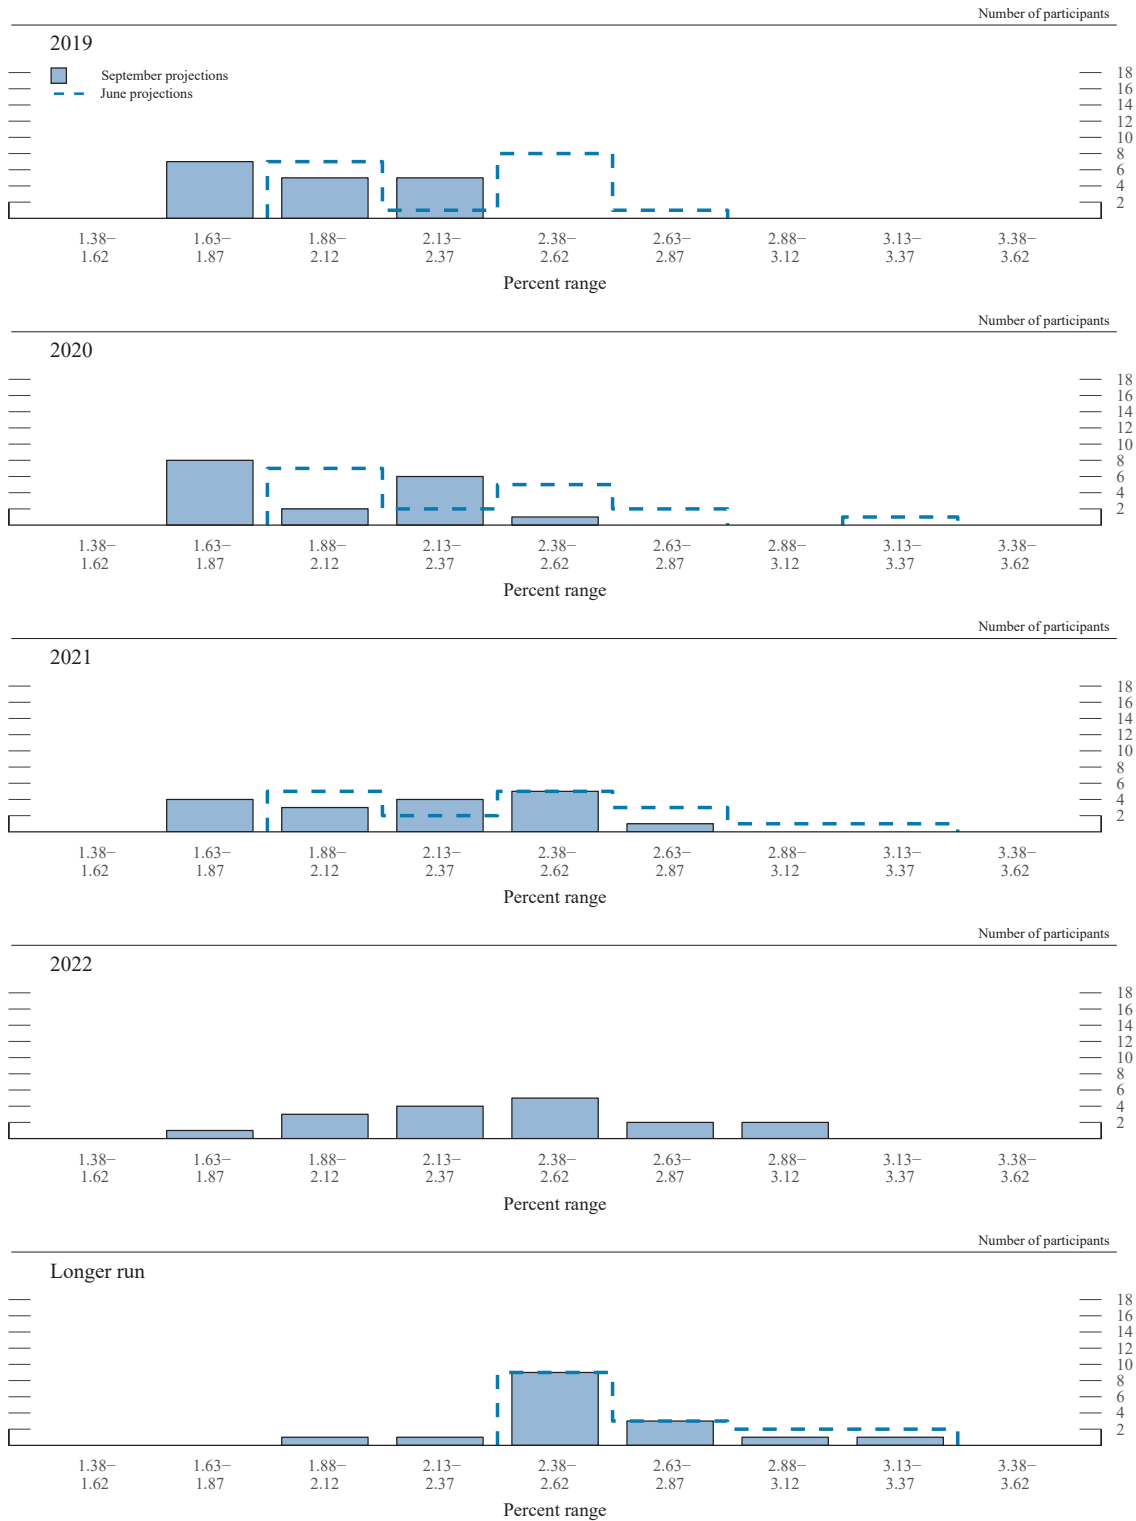 Number of participants
2019
September projections
June projections
18
16
14
12
10
8
6
4
2
1.38– 1.63– 1.88– 2.13– 2.38– 2.63– 2.88– 3.13– 3.38–
1.62 1.87 2.12 2.37 2.62 2.87 3.12 3.37 3.62
Percent range
Number of participants
2020
18
16
14
12
10
8
6
4
2
1.38– 1.63– 1.88– 2.13– 2.38– 2.63– 2.88– 3.13– 3.38–
1.62 1.87 2.12 2.37 2.62 2.87 3.12 3.37 3.62
Percent range
Number of participants
2021
18
16
14
12
10
8
6
4
2
1.38– 1.63– 1.88– 2.13– 2.38– 2.63– 2.88– 3.13– 3.38–
1.62 1.87 2.12 2.37 2.62 2.87 3.12 3.37 3.62
Percent range
Number of participants
2022
18
16
14
12
10
8
6
4
2
1.38– 1.63– 1.88– 2.13– 2.38– 2.63– 2.88– 3.13– 3.38–
1.62 1.87 2.12 2.37 2.62 2.87 3.12 3.37 3.62
Percent range
Number of participants
Longer run
18
16
14
12
10
8
6
4
2
1.38– 1.63– 1.88– 2.13– 2.38– 2.63– 2.88– 3.13– 3.38–
1.62 1.87 2.12 2.37 2.62 2.87 3.12 3.37 3.62
Percent range